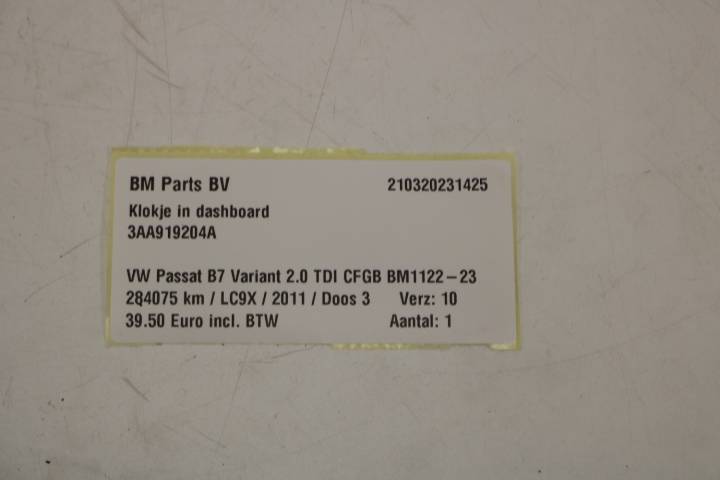 BM Parts BV 210320231425
Klokje in dashboard
3AA919204A
VW Passat B7 Variant 2.0 TDI CFGB BM1122-23
284075 km / LC9X / 2011 / Doos 3 Verz: 10
39.50 Euro incl. BTW Aantal: 1